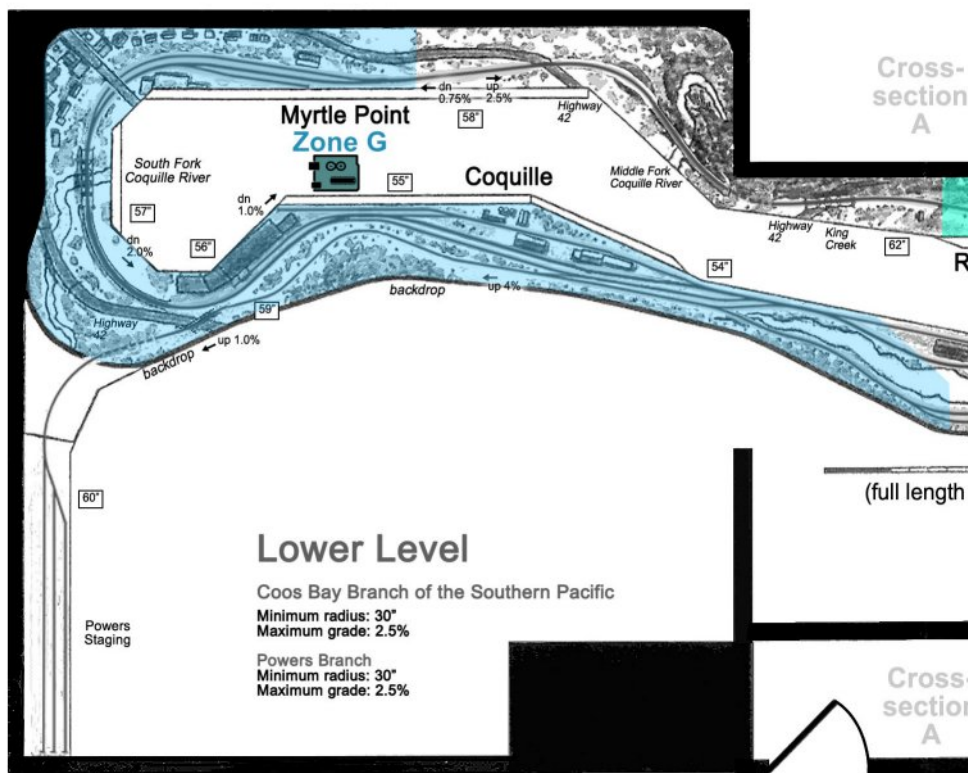 Cross-
section
A
dn
0.75%
up
2.5%
Highway
42
58"
Myrtle Point
Zone G
South Fork
Coquille River
55"
Coquille
Middle Fork
Coquille River
dn
1.0%
57"
Highway
42
King
Creek
62"
R
dn
2.0%
56"
54"
up 4%
backdrop
59"
Highway
42
up 1.0%
backdrop
60"
(full length
Lower Level
Coos Bay Branch of the Southern Pacific
Minimum radius: 30"
Maximum grade: 2.5%
Powers Branch
Minimum radius: 30"
Maximum grade: 2.5%
Powers
Staging
Cross-
section
A